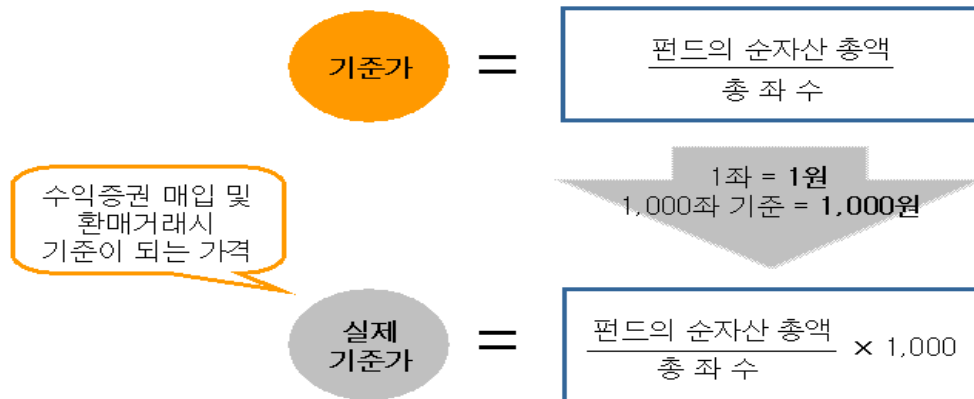 기준가
=
펀드의 순자산 총액
총 좌 수
1좌 = 1원
1,000좌 기준 = 1,000원
수익증권 매입 및
환매거래시
기준이 되는 가격
실제
기준가
=
펀드의 순자산 총액
총 좌 수
× 1,000